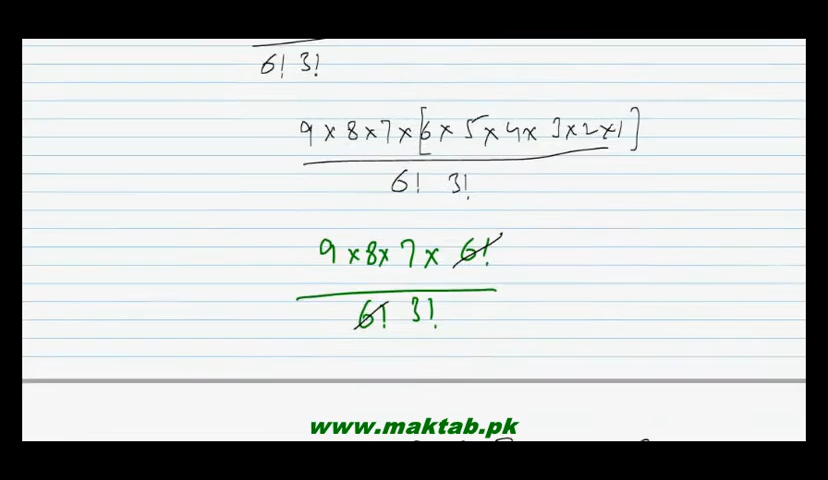 6! 3!
9 × 8 × 7 × [6 × 5 × 4 × 3 × 2 × 1]
6! 3!
9 × 8 × 7 × 6!
6! 3!
www.maktab.pk